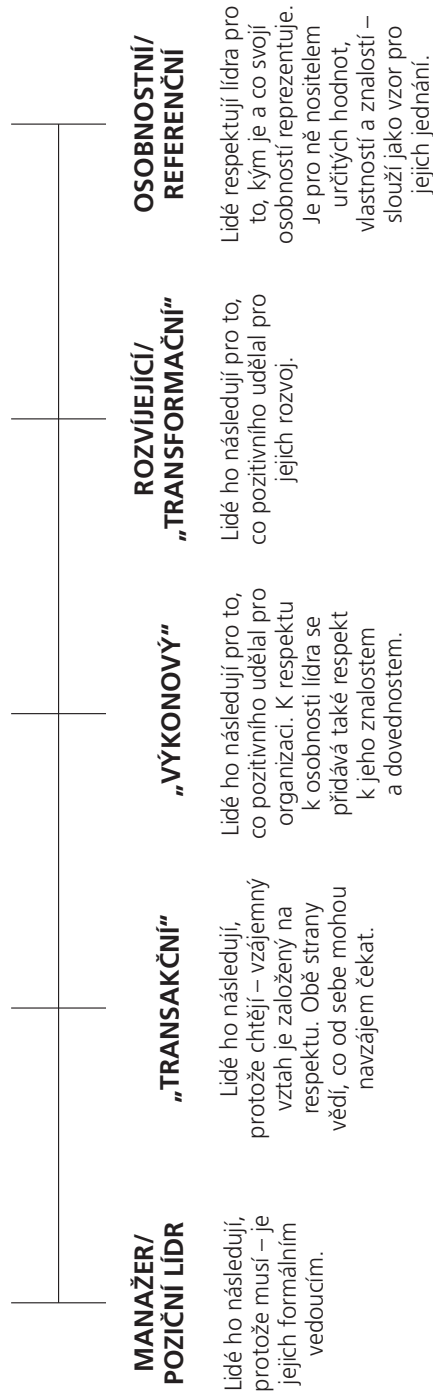 MANAŽER/
POZIČNÍ LÍDR
Lidé ho následují,
protože musí – je
jejich formálním
vedoucím.
„TRANSAKČNÍ“
Lidé ho následují,
protože chtějí – vzájemný
vztah je založený na
respektu. Obě strany
vědí, co od sebe mohou
navzájem čekat.
„VÝKONOVÝ“
Lidé ho následují pro to,
co pozitivního udělal pro
organizaci. K respektu
k osobnosti lídra se
přidává také respekt
k jeho znalostem
a dovednostem.
ROZVÍJEJÍCÍ/
„TRANSFORMAČNÍ“
Lidé ho následují pro to,
co pozitivního udělal pro
jejich rozvoj.
OSOBNOSTNÍ/
REFERENČNÍ
Lidé respektují lídra pro
to, kým je a co svojí
osobností reprezentuje.
Je pro ně nositelem
určitých hodnot,
vlastností a znalostí –
slouží jako vzor pro
jejich jednání.